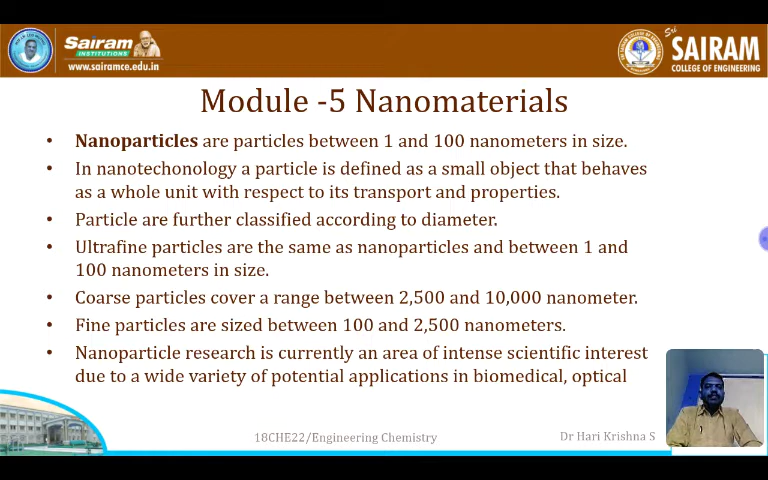 Sairam
INSTITUTIONS
www.sairamce.edu.in
Sri
SAIRAM
COLLEGE OF ENGINEERING
Module -5 Nanomaterials
• Nanoparticles are particles between 1 and 100 nanometers in size.
• In nanotechonology a particle is defined as a small object that behaves
as a whole unit with respect to its transport and properties.
• Particle are further classified according to diameter.
• Ultrafine particles are the same as nanoparticles and between 1 and
100 nanometers in size.
• Coarse particles cover a range between 2,500 and 10,000 nanometer.
• Fine particles are sized between 100 and 2,500 nanometers.
• Nanoparticle research is currently an area of intense scientific interest
due to a wide variety of potential applications in biomedical, optical
18CHE22/Engineering Chemistry
Dr Hari Krishna S